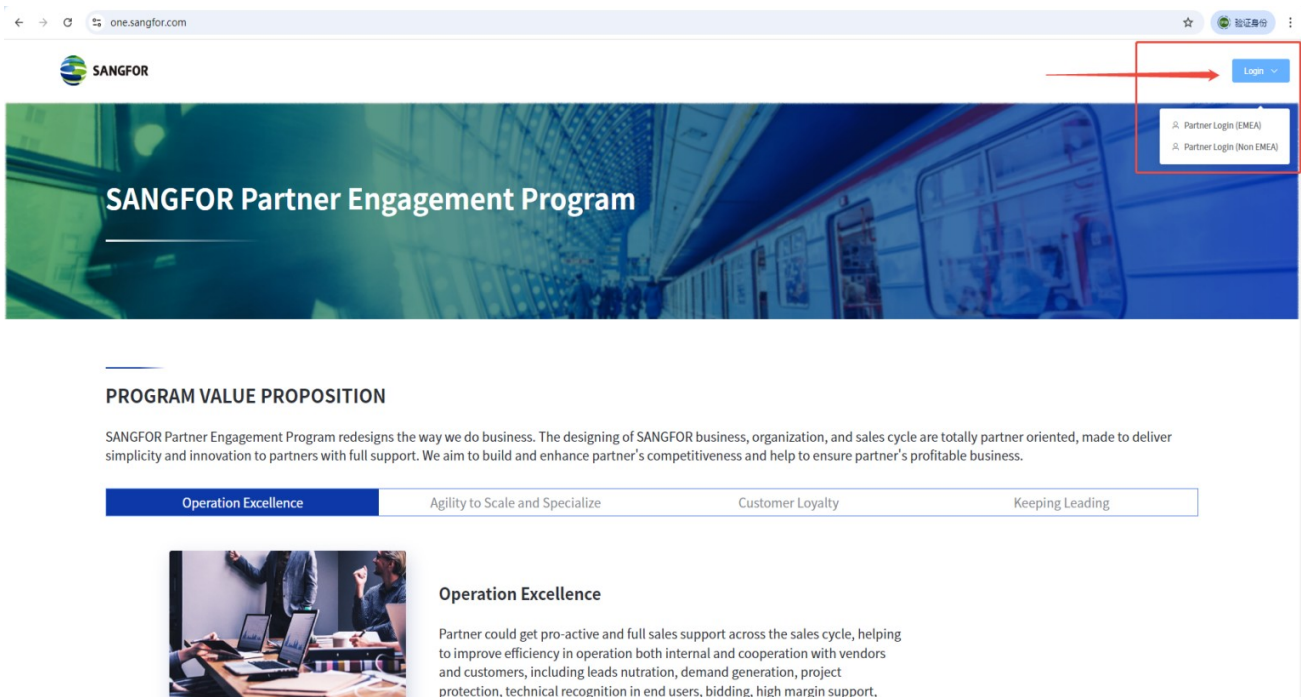 one.sangfor.com
验证身份
SANGFOR
Login
Partner Login (EMEA)
Partner Login (Non EMEA)
SANGFOR Partner Engagement Program
PROGRAM VALUE PROPOSITION
SANGFOR Partner Engagement Program redesigns the way we do business. The designing of SANGFOR business, organization, and sales cycle are totally partner oriented, made to deliver
simplicity and innovation to partners with full support. We aim to build and enhance partner's competitiveness and help to ensure partner's profitable business.
Operation Excellence
Agility to Scale and Specialize
Customer Loyalty
Keeping Leading
Operation Excellence
Partner could get pro-active and full sales support across the sales cycle, helping
to improve efficiency in operation both internal and cooperation with vendors
and customers, including leads nutration, demand generation, project
protection, technical recognition in end users, bidding, high margin support,